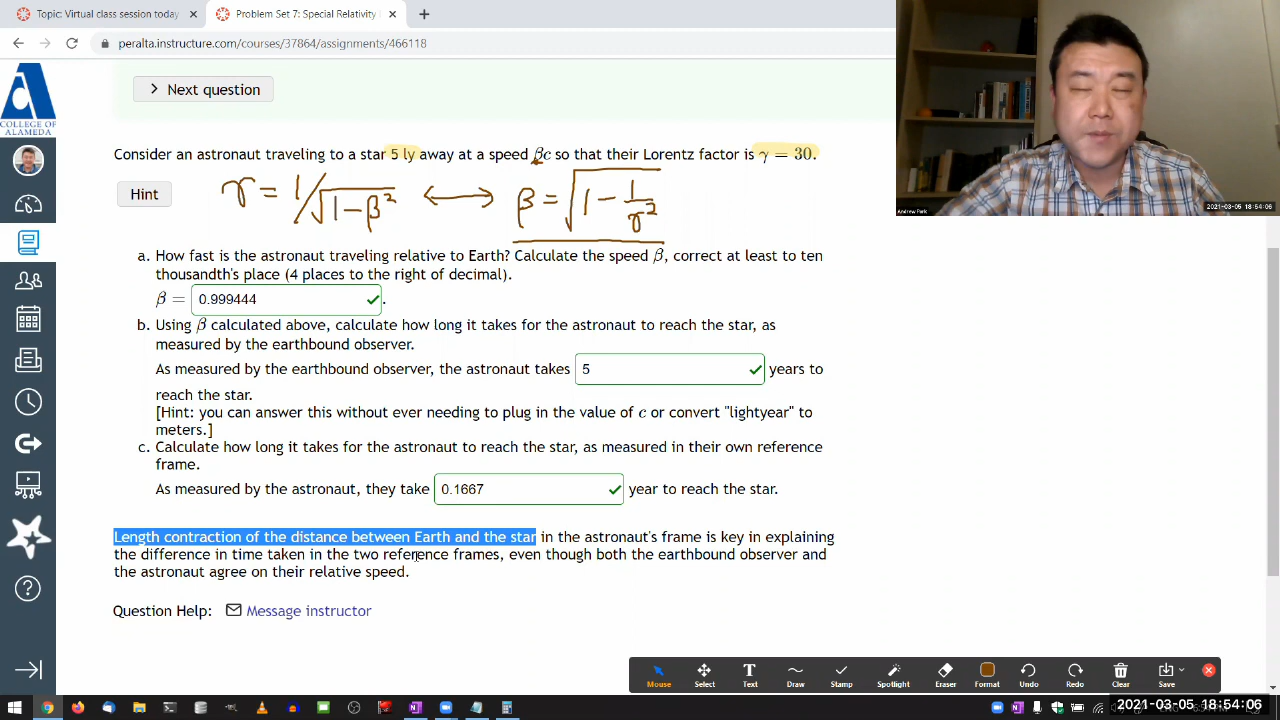 Topic: Virtual class session today
Problem Set 7: Special Relativity
peralta.instructure.com/courses/37864/assignments/466118
COLLEGE OF
ALAMEDA
Next question
Consider an astronaut traveling to a star 5 ly away at a speed βc so that their Lorentz factor is γ = 30.
Hint
γ = 1/√(1-β²) ↔ β = √(1 - 1/γ²)
a. How fast is the astronaut traveling relative to Earth? Calculate the speed β, correct at least to ten
thousandth's place (4 places to the right of decimal).
β = 0.999444 .
b. Using β calculated above, calculate how long it takes for the astronaut to reach the star, as
measured by the earthbound observer.
As measured by the earthbound observer, the astronaut takes 5 years to
reach the star.
[Hint: you can answer this without ever needing to plug in the value of c or convert "lightyear" to
meters.]
c. Calculate how long it takes for the astronaut to reach the star, as measured in their own reference
frame.
As measured by the astronaut, they take 0.1667 year to reach the star.
Length contraction of the distance between Earth and the star in the astronaut's frame is key in explaining
the difference in time taken in the two reference frames, even though both the earthbound observer and
the astronaut agree on their relative speed.
Question Help: Message instructor
Andrew Park
2021-03-05 18:54:06
Mouse Select Text Draw Stamp Spotlight Eraser Format Undo Redo Clear Save
2021-03-05 18:54:06